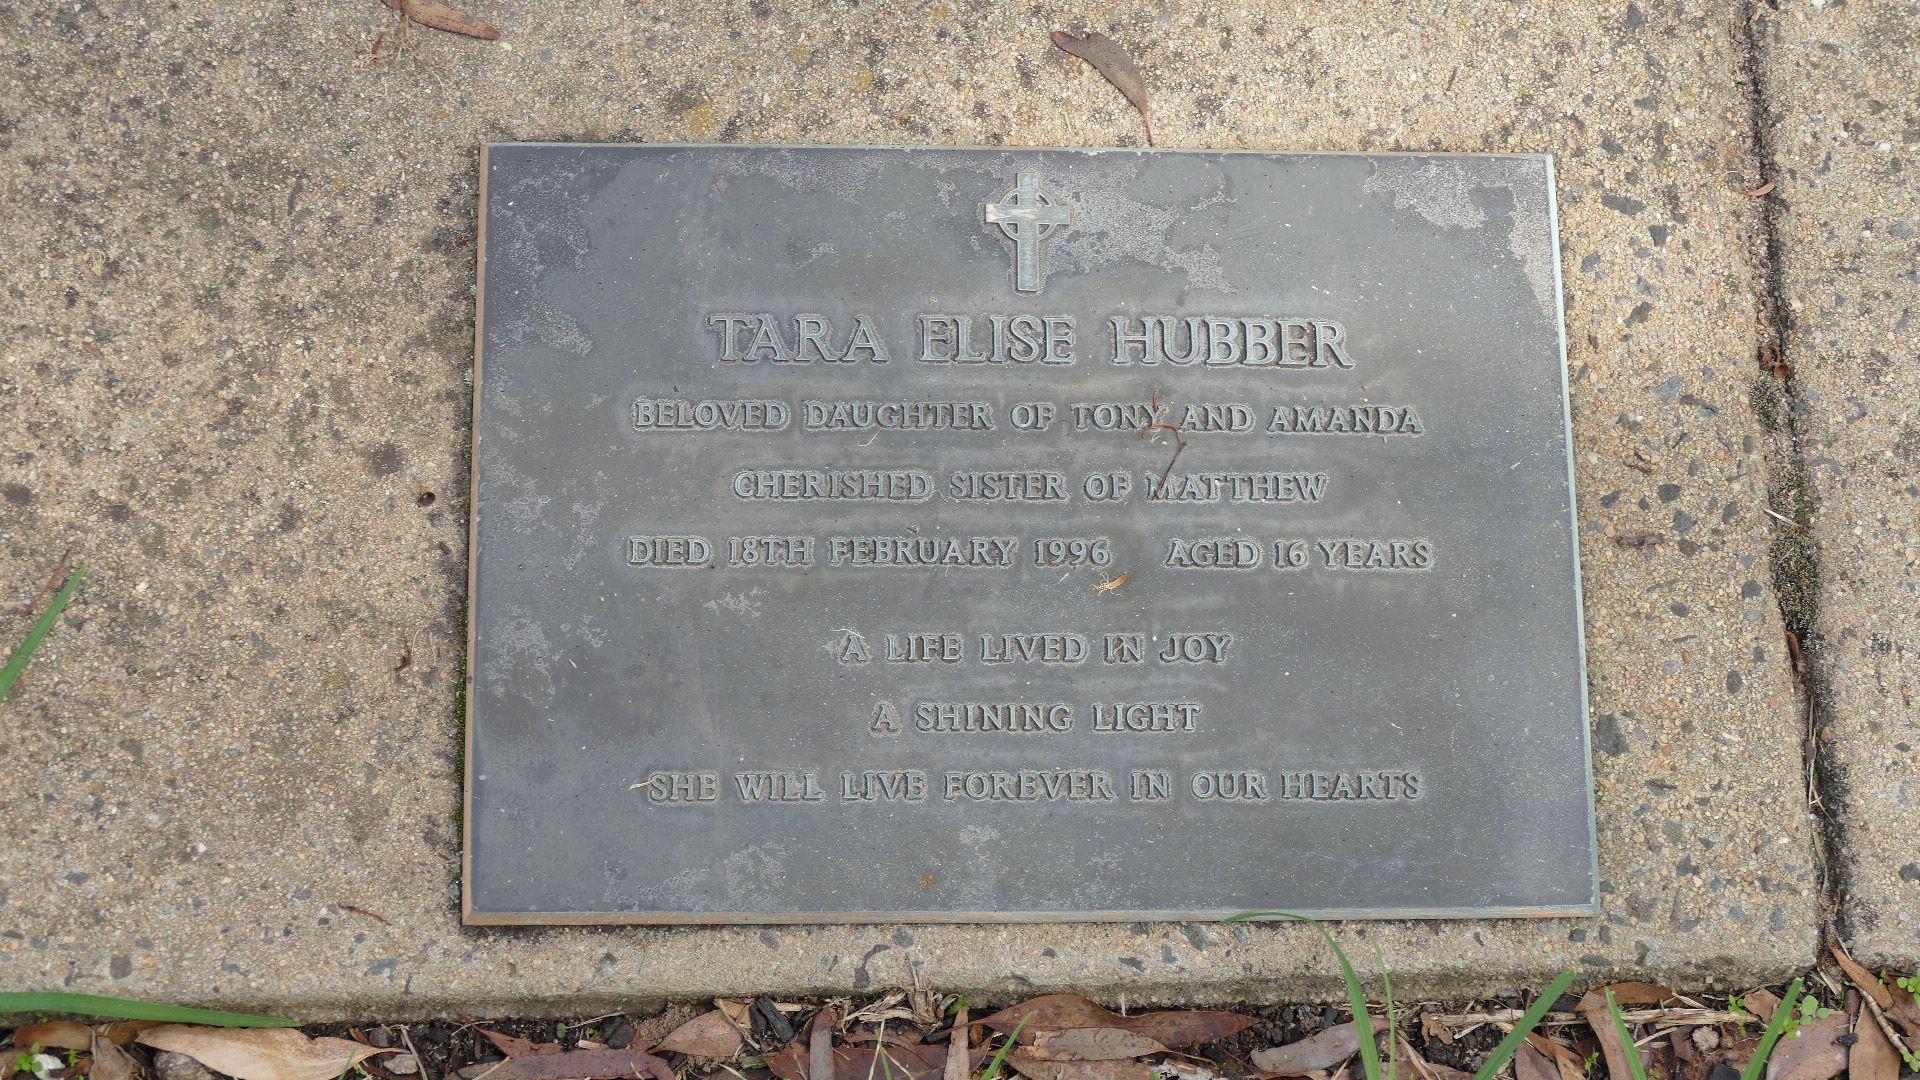 TARA ELISE HUBBER
BELOVED DAUGHTER OF TONY AND AMANDA
CHERISHED SISTER OF MATTHEW
DIED 18TH FEBRUARY 1996 AGED 16 YEARS
A LIFE LIVED IN JOY
A SHINING LIGHT
SHE WILL LIVE FOREVER IN OUR HEARTS